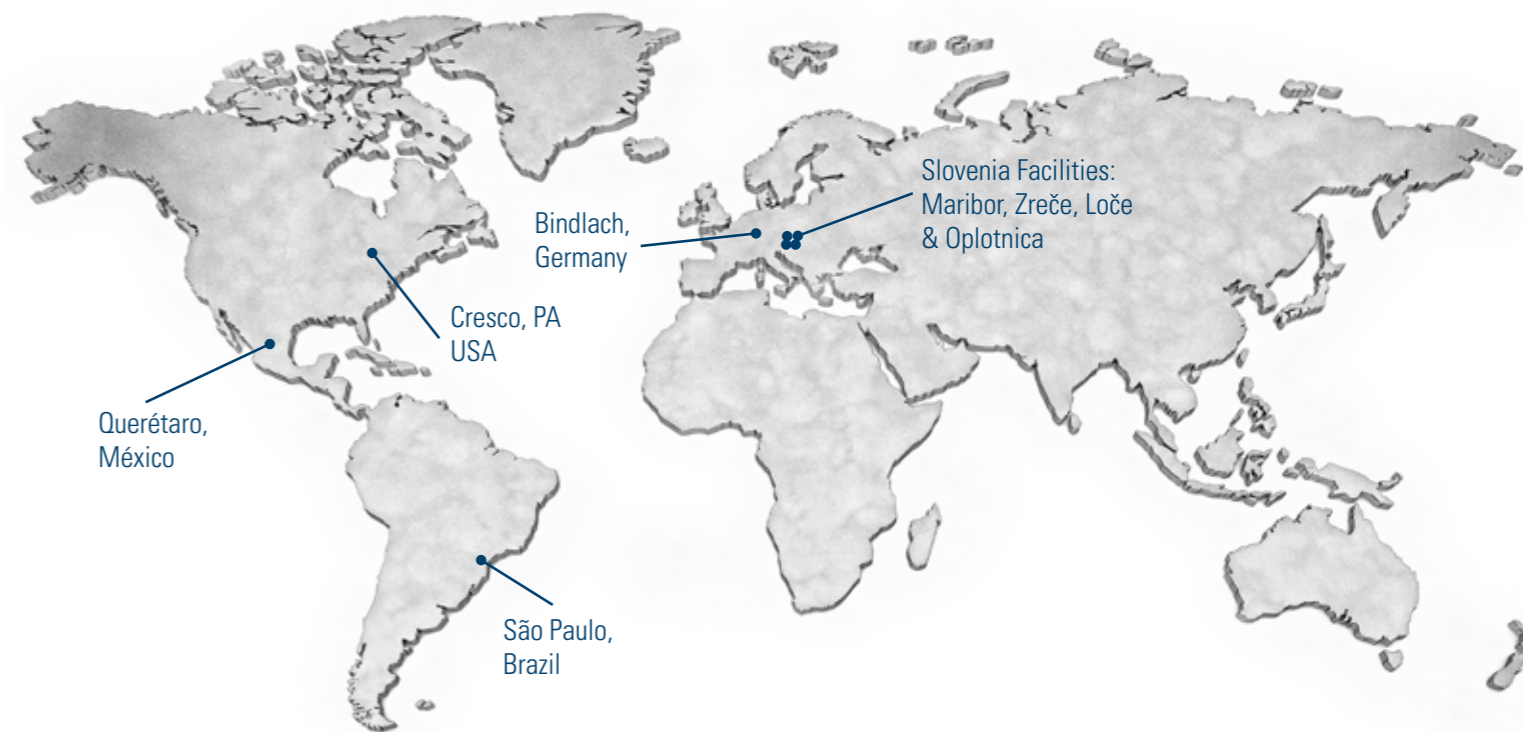 Slovenia Facilities:
Maribor, Zreče, Loče
& Oplotnica
Bindlach,
Germany
Cresco, PA
USA
Querétaro,
México
São Paulo,
Brazil